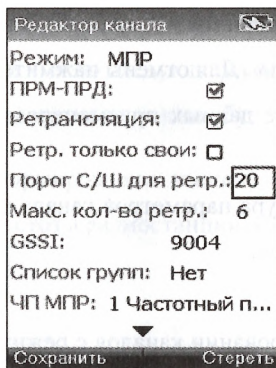 Редактор канала
Режим: МПР
ПРМ-ПРД:
Ретрансляция:
Ретр. только свои:
Порог С/Ш для ретр.: 20
Макс. кол-во ретр.: 6
GSSI: 9004
Список групп: Нет
ЧП МПР: 1 Частотный п...
Сохранить Стереть